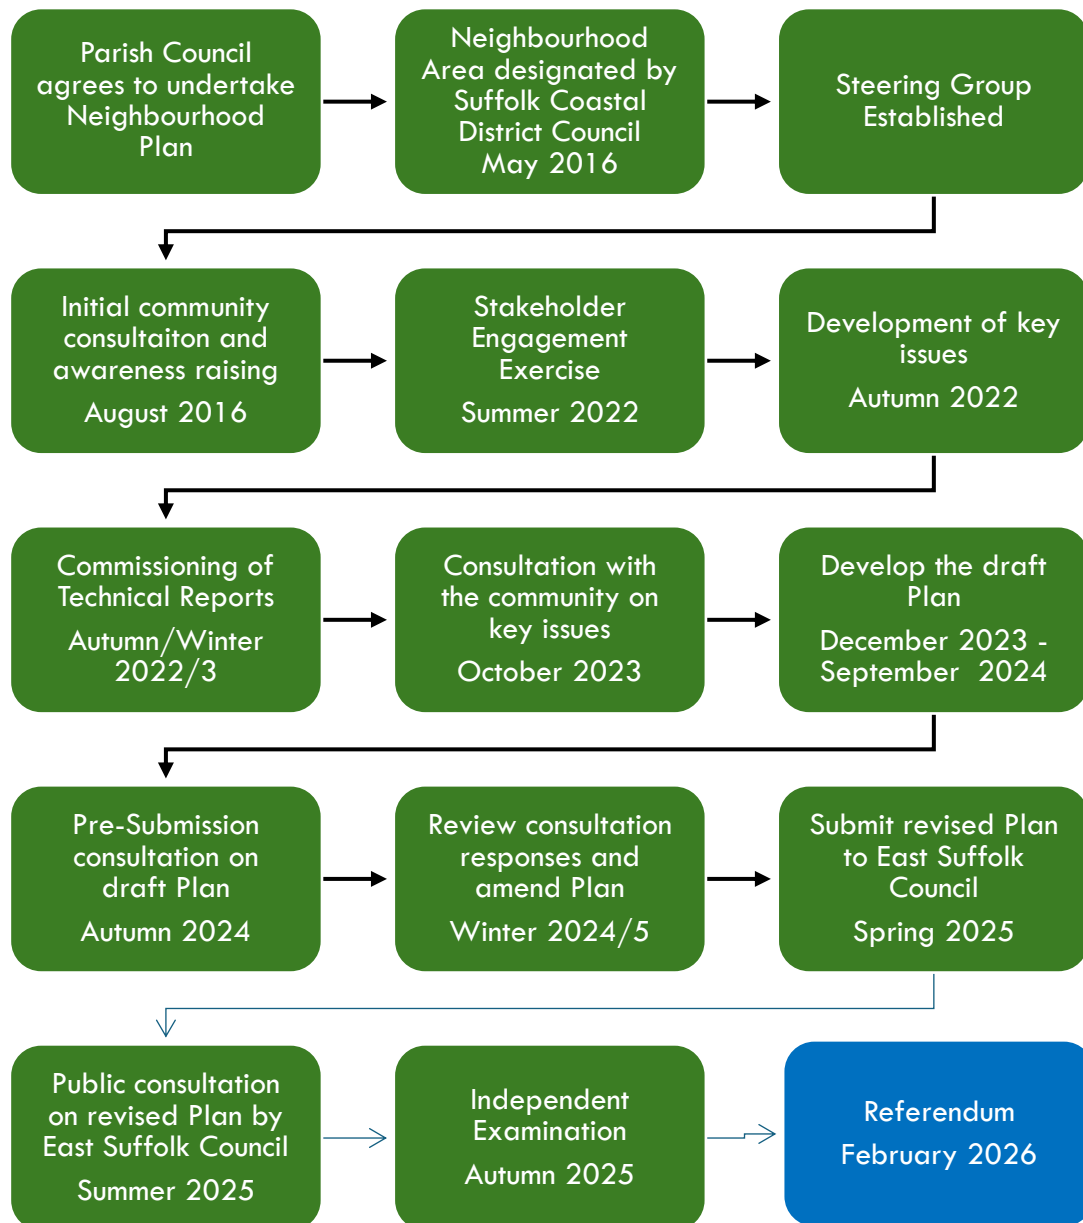 Parish Council
agrees to undertake
Neighbourhood
Plan
Neighbourhood
Area designated by
Suffolk Coastal
District Council
May 2016
Steering Group
Established
Initial community
consultaiton and
awareness raising
August 2016
Stakeholder
Engagement
Exercise
Summer 2022
Development of key
issues
Autumn 2022
Commissioning of
Technical Reports
Autumn/Winter
2022/3
Consultation with
the community on
key issues
October 2023
Develop the draft
Plan
December 2023 -
September 2024
Pre-Submission
consultation on
draft Plan
Autumn 2024
Review consultation
responses and
amend Plan
Winter 2024/5
Submit revised Plan
to East Suffolk
Council
Spring 2025
Public consultation
on revised Plan by
East Suffolk Council
Summer 2025
Independent
Examination
Autumn 2025
Referendum
February 2026